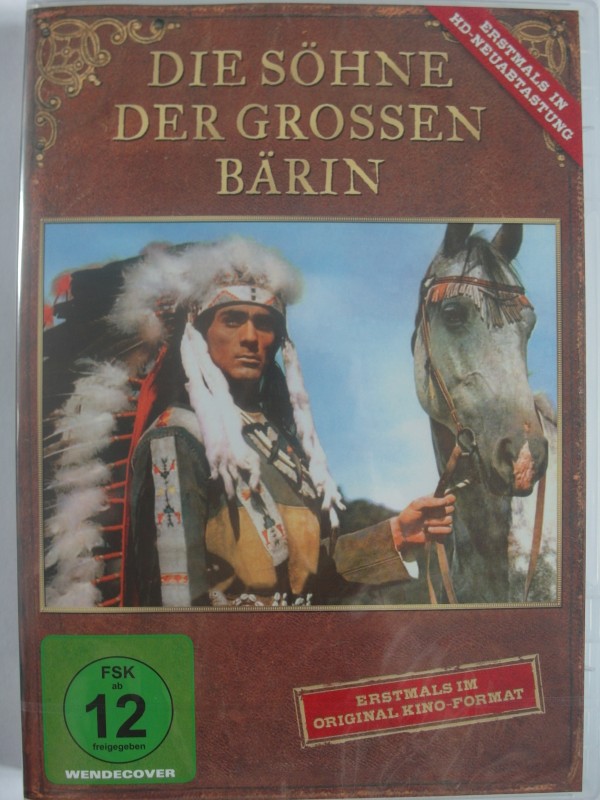 ERSTMALS IN
HD-NEUABTASTUNG
DIE SÖHNE
DER GROSSEN
BÄRIN
FSK
ab
12
freigegeben
WENDECOVER
ERSTMALS IM
ORIGINAL KINO-FORMAT